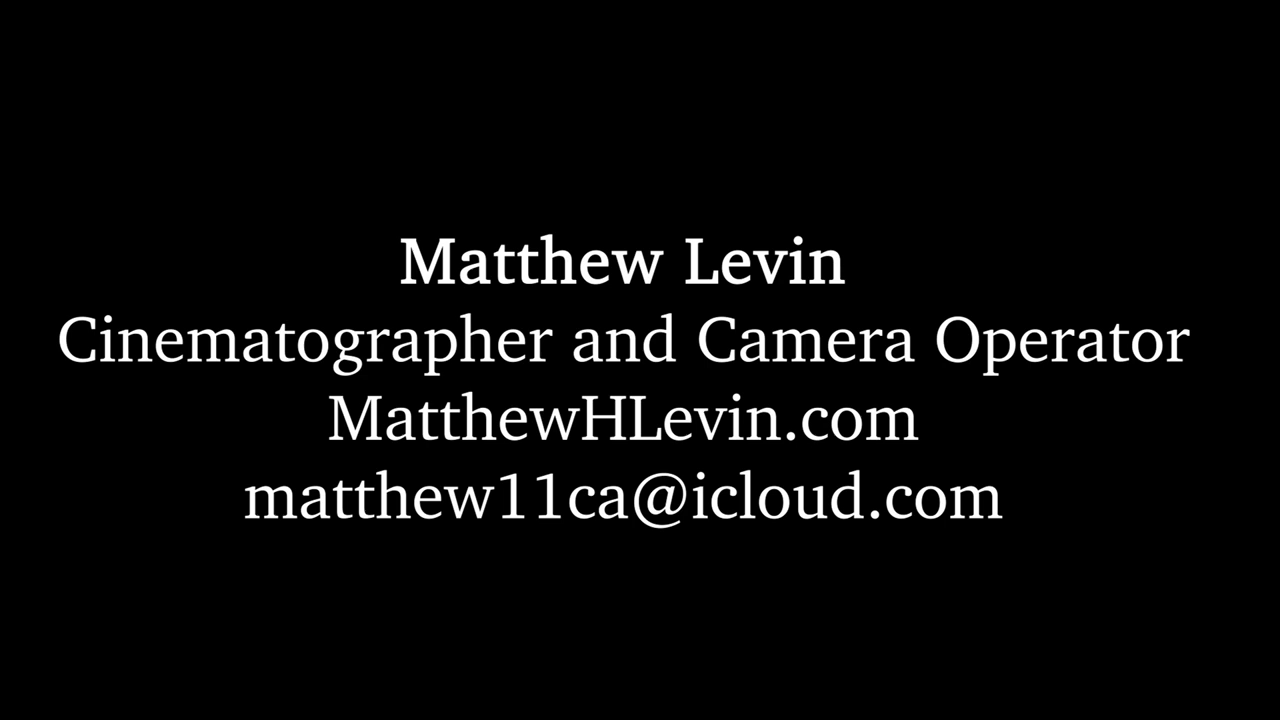 Matthew Levin
Cinematographer and Camera Operator
MatthewHLevin.com
matthew11ca@icloud.com